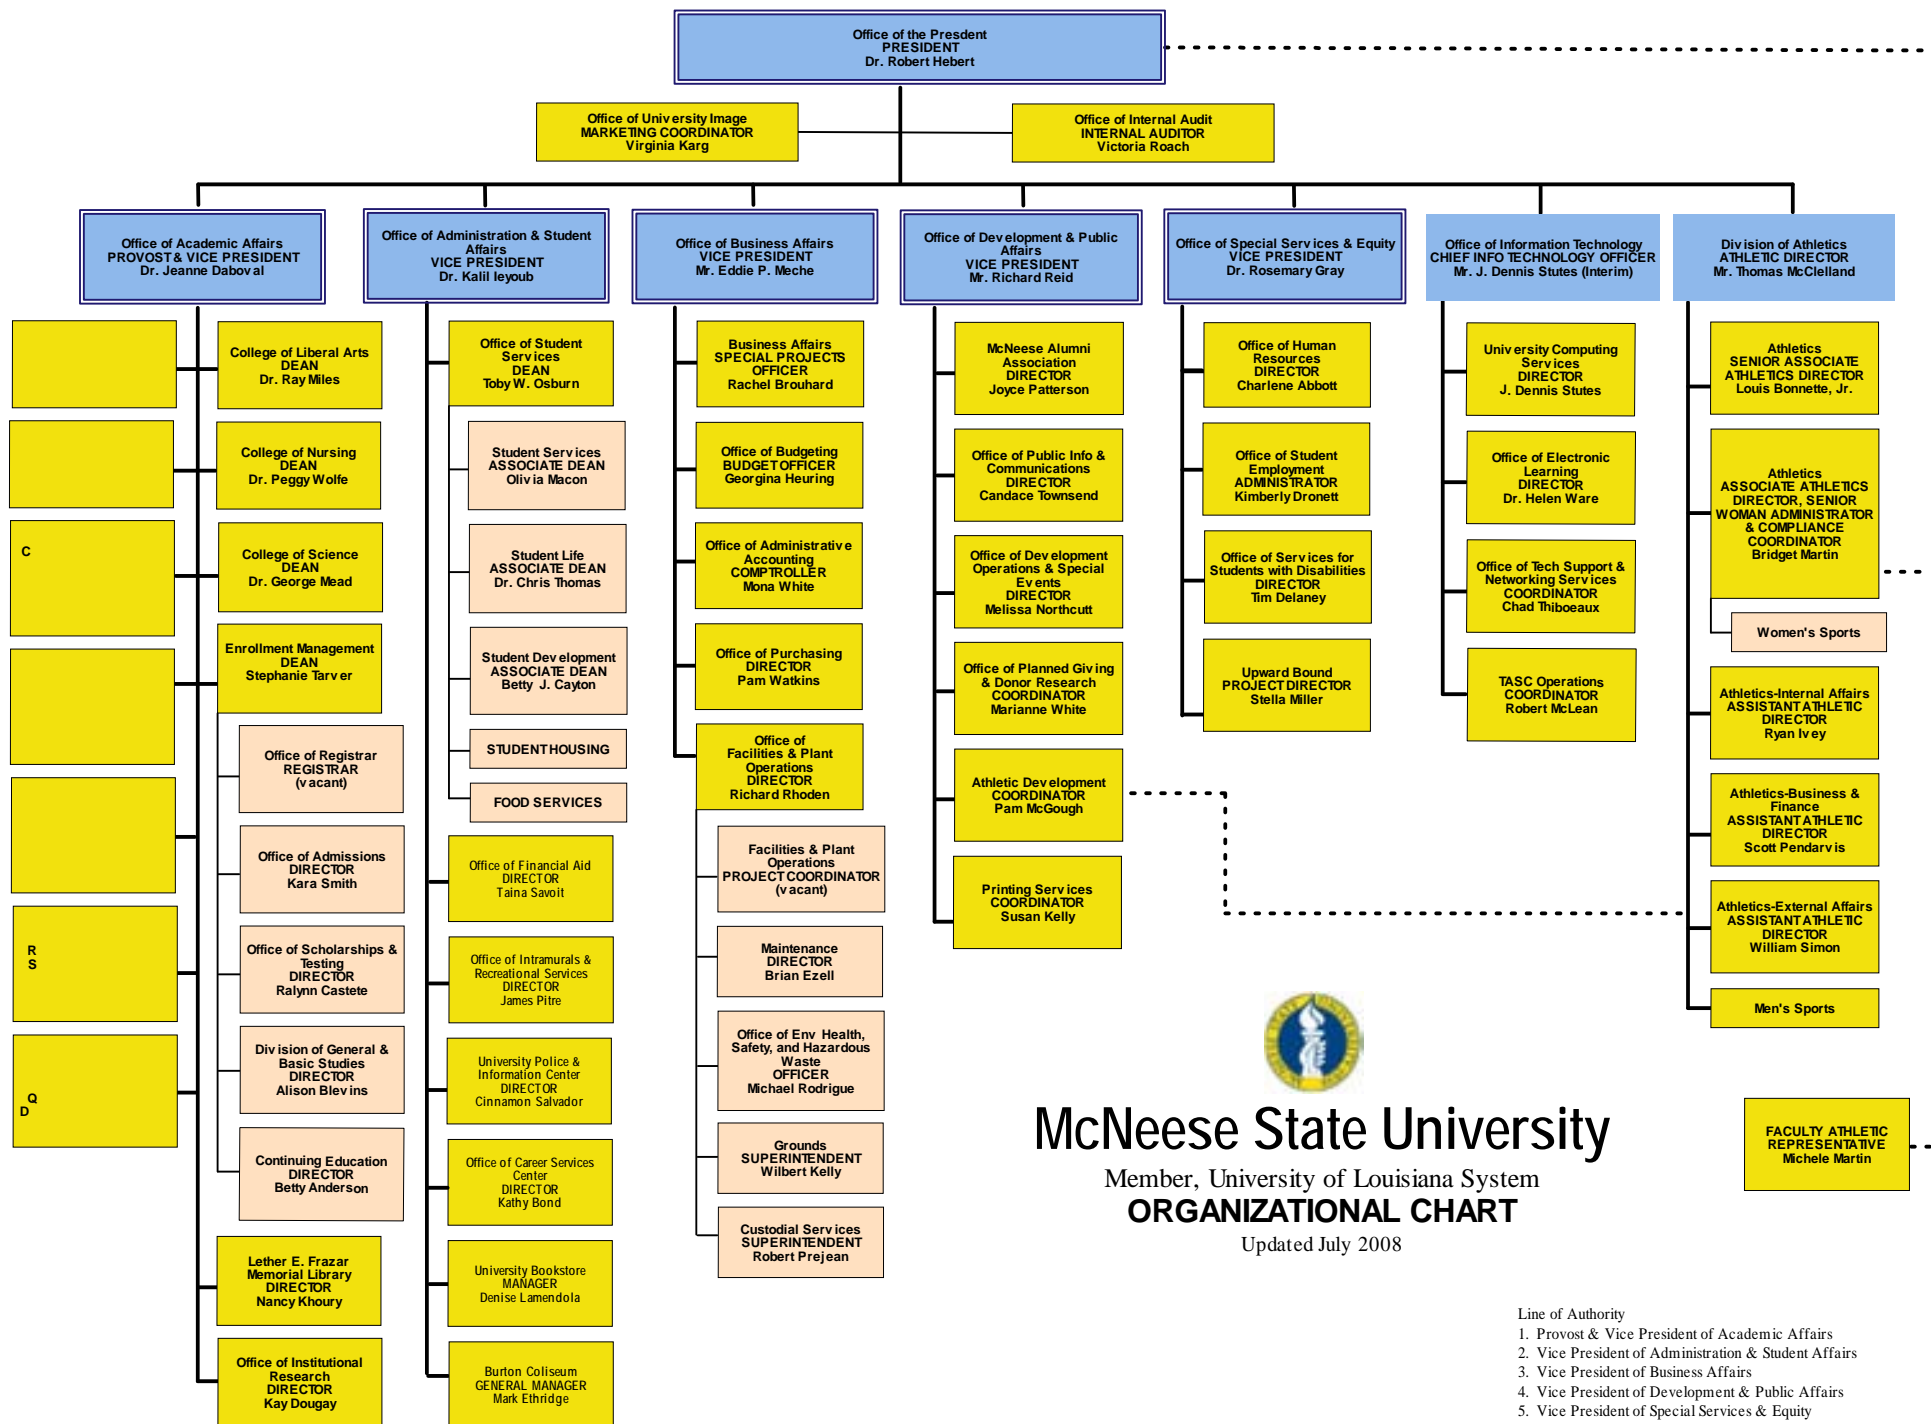 Office of the Presdent
PRESIDENT
Dr. Robert Hebert
Office of University Image
MARKETING COORDINATOR
Virginia Karg
Office of Internal Audit
INTERNAL AUDITOR
Victoria Roach
Office of Academic Affairs
PROVOST & VICE PRESIDENT
Dr. Jeanne Daboval
Office of Administration & Student
Affairs
VICE PRESIDENT
Dr. Kalil Ieyoub
Office of Business Affairs
VICE PRESIDENT
Mr. Eddie P. Meche
Office of Development & Public
Affairs
VICE PRESIDENT
Mr. Richard Reid
Office of Special Services & Equity
VICE PRESIDENT
Dr. Rosemary Gray
Office of Information Technology
CHIEF INFO TECHNOLOGY OFFICER
Mr. J. Dennis Stutes (Interim)
Division of Athletics
ATHLETIC DIRECTOR
Mr. Thomas McClelland
C
R
S
Q
D
College of Liberal Arts
DEAN
Dr. Ray Miles
College of Nursing
DEAN
Dr. Peggy Wolfe
College of Science
DEAN
Dr. George Mead
Enrollment Management
DEAN
Stephanie Tarver
Office of Registrar
REGISTRAR
(vacant)
Office of Admissions
DIRECTOR
Kara Smith
Office of Scholarships &
Testing
DIRECTOR
Ralynn Castete
Division of General &
Basic Studies
DIRECTOR
Alison Blevins
Continuing Education
DIRECTOR
Betty Anderson
Lether E. Frazar
Memorial Library
DIRECTOR
Nancy Khoury
Office of Institutional
Research
DIRECTOR
Kay Dougay
Office of Student
Services
DEAN
Toby W. Osburn
Student Services
ASSOCIATE DEAN
Olivia Macon
Student Life
ASSOCIATE DEAN
Dr. Chris Thomas
Student Development
ASSOCIATE DEAN
Betty J. Cayton
STUDENT HOUSING
FOOD SERVICES
Office of Financial Aid
DIRECTOR
Taina Savoit
Office of Intramurals &
Recreational Services
DIRECTOR
James Pitre
University Police &
Information Center
DIRECTOR
Cinnamon Salvador
Office of Career Services
Center
DIRECTOR
Kathy Bond
University Bookstore
MANAGER
Denise Lamendola
Burton Coliseum
GENERAL MANAGER
Mark Ethridge
Business Affairs
SPECIAL PROJECTS
OFFICER
Rachel Brouhard
Office of Budgeting
BUDGET OFFICER
Georgina Heuring
Office of Administrative
Accounting
COMPTROLLER
Mona White
Office of Purchasing
DIRECTOR
Pam Watkins
Office of
Facilities & Plant
Operations
DIRECTOR
Richard Rhoden
Facilities & Plant
Operations
PROJECT COORDINATOR
(vacant)
Maintenance
DIRECTOR
Brian Ezell
Office of Env Health,
Safety, and Hazardous
Waste
OFFICER
Michael Rodrigue
Grounds
SUPERINTENDENT
Wilbert Kelly
Custodial Services
SUPERINTENDENT
Robert Prejean
McNeese Alumni
Association
DIRECTOR
Joyce Patterson
Office of Public Info &
Communications
DIRECTOR
Candace Townsend
Office of Development
Operations & Special
Events
DIRECTOR
Melissa Northcutt
Office of Planned Giving
& Donor Research
COORDINATOR
Marianne White
Athletic Development
COORDINATOR
Pam McGough
Printing Services
COORDINATOR
Susan Kelly
Office of Human
Resources
DIRECTOR
Charlene Abbott
Office of Student
Employment
ADMINISTRATOR
Kimberly Dronett
Office of Services for
Students with Disabilities
DIRECTOR
Tim Delaney
Upward Bound
PROJECT DIRECTOR
Stella Miller
University Computing
Services
DIRECTOR
J. Dennis Stutes
Office of Electronic
Learning
DIRECTOR
Dr. Helen Ware
Office of Tech Support &
Networking Services
COORDINATOR
Chad Thiboeaux
TASC Operations
COORDINATOR
Robert McLean
Athletics
SENIOR ASSOCIATE
ATHLETICS DIRECTOR
Louis Bonnette, Jr.
Athletics
ASSOCIATE ATHLETICS
DIRECTOR, SENIOR
WOMAN ADMINISTRATOR
& COMPLIANCE
COORDINATOR
Bridget Martin
Women's Sports
Athletics-Internal Affairs
ASSISTANT ATHLETIC
DIRECTOR
Ryan Ivey
Athletics-Business &
Finance
ASSISTANT ATHLETIC
DIRECTOR
Scott Pendarvis
Athletics-External Affairs
ASSISTANT ATHLETIC
DIRECTOR
William Simon
Men's Sports
FACULTY ATHLETIC
REPRESENTATIVE
Michele Martin
McNeese State University
Member, University of Louisiana System
ORGANIZATIONAL CHART
Updated July 2008
Line of Authority
1. Provost & Vice President of Academic Affairs
2. Vice President of Administration & Student Affairs
3. Vice President of Business Affairs
4. Vice President of Development & Public Affairs
5. Vice President of Special Services & Equity